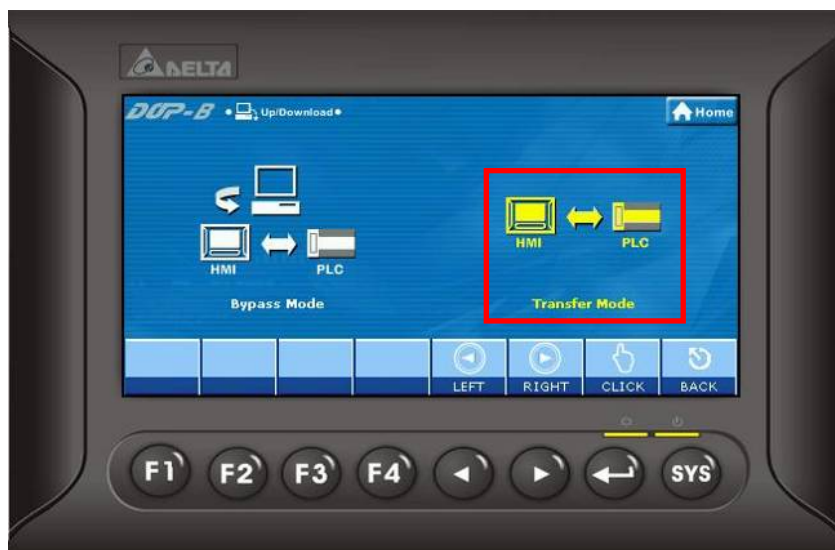 DELTA
DOP-B • Up/Download •
Home
HMI
PLC
Bypass Mode
HMI
PLC
Transfer Mode
LEFT
RIGHT
CLICK
BACK
F1
F2
F3
F4
SYS